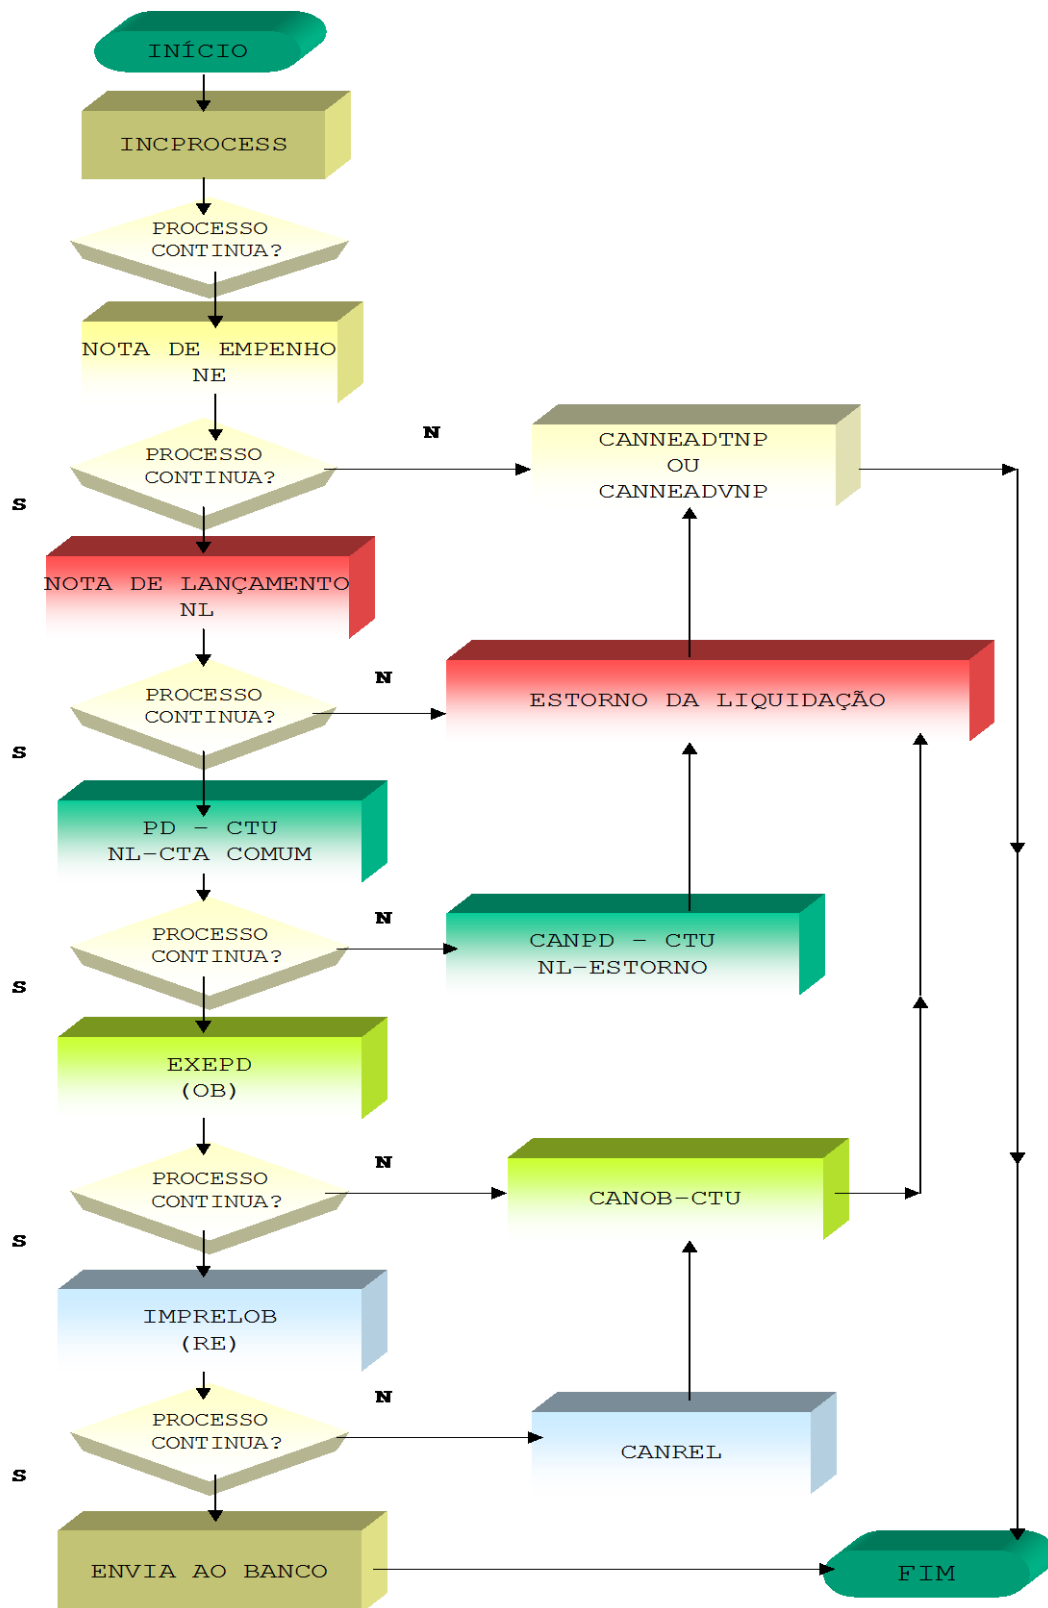 INÍCIO
INCPROCESS
PROCESSO
CONTINUA?
NOTA DE EMPENHO
NE
PROCESSO
CONTINUA?
N
CANNEADTNP
OU
CANNEADVNP
S
NOTA DE LANÇAMENTO
NL
PROCESSO
CONTINUA?
N
ESTORNO DA LIQUIDAÇÃO
S
PD - CTU
NL-CTA COMUM
PROCESSO
CONTINUA?
N
CANPD - CTU
NL-ESTORNO
S
EXEPD
(OB)
PROCESSO
CONTINUA?
N
CANOB-CTU
S
IMPRELOB
(RE)
PROCESSO
CONTINUA?
N
CANREL
S
ENVIA AO BANCO
FIM